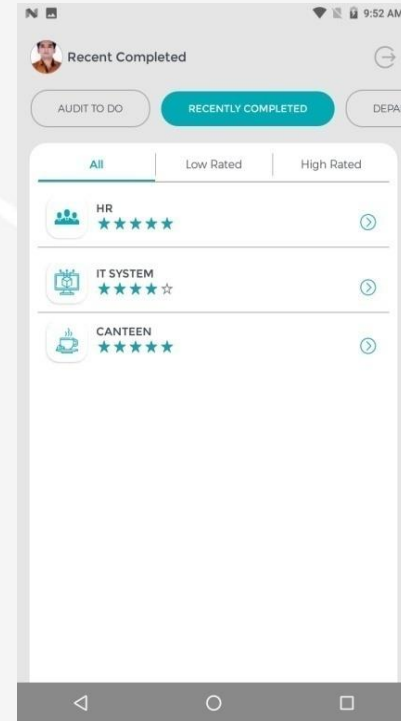 9:52 AM
Recent Completed
AUDIT TO DO
RECENTLY COMPLETED
DEPA
All
Low Rated
High Rated
HR
IT SYSTEM
CANTEEN